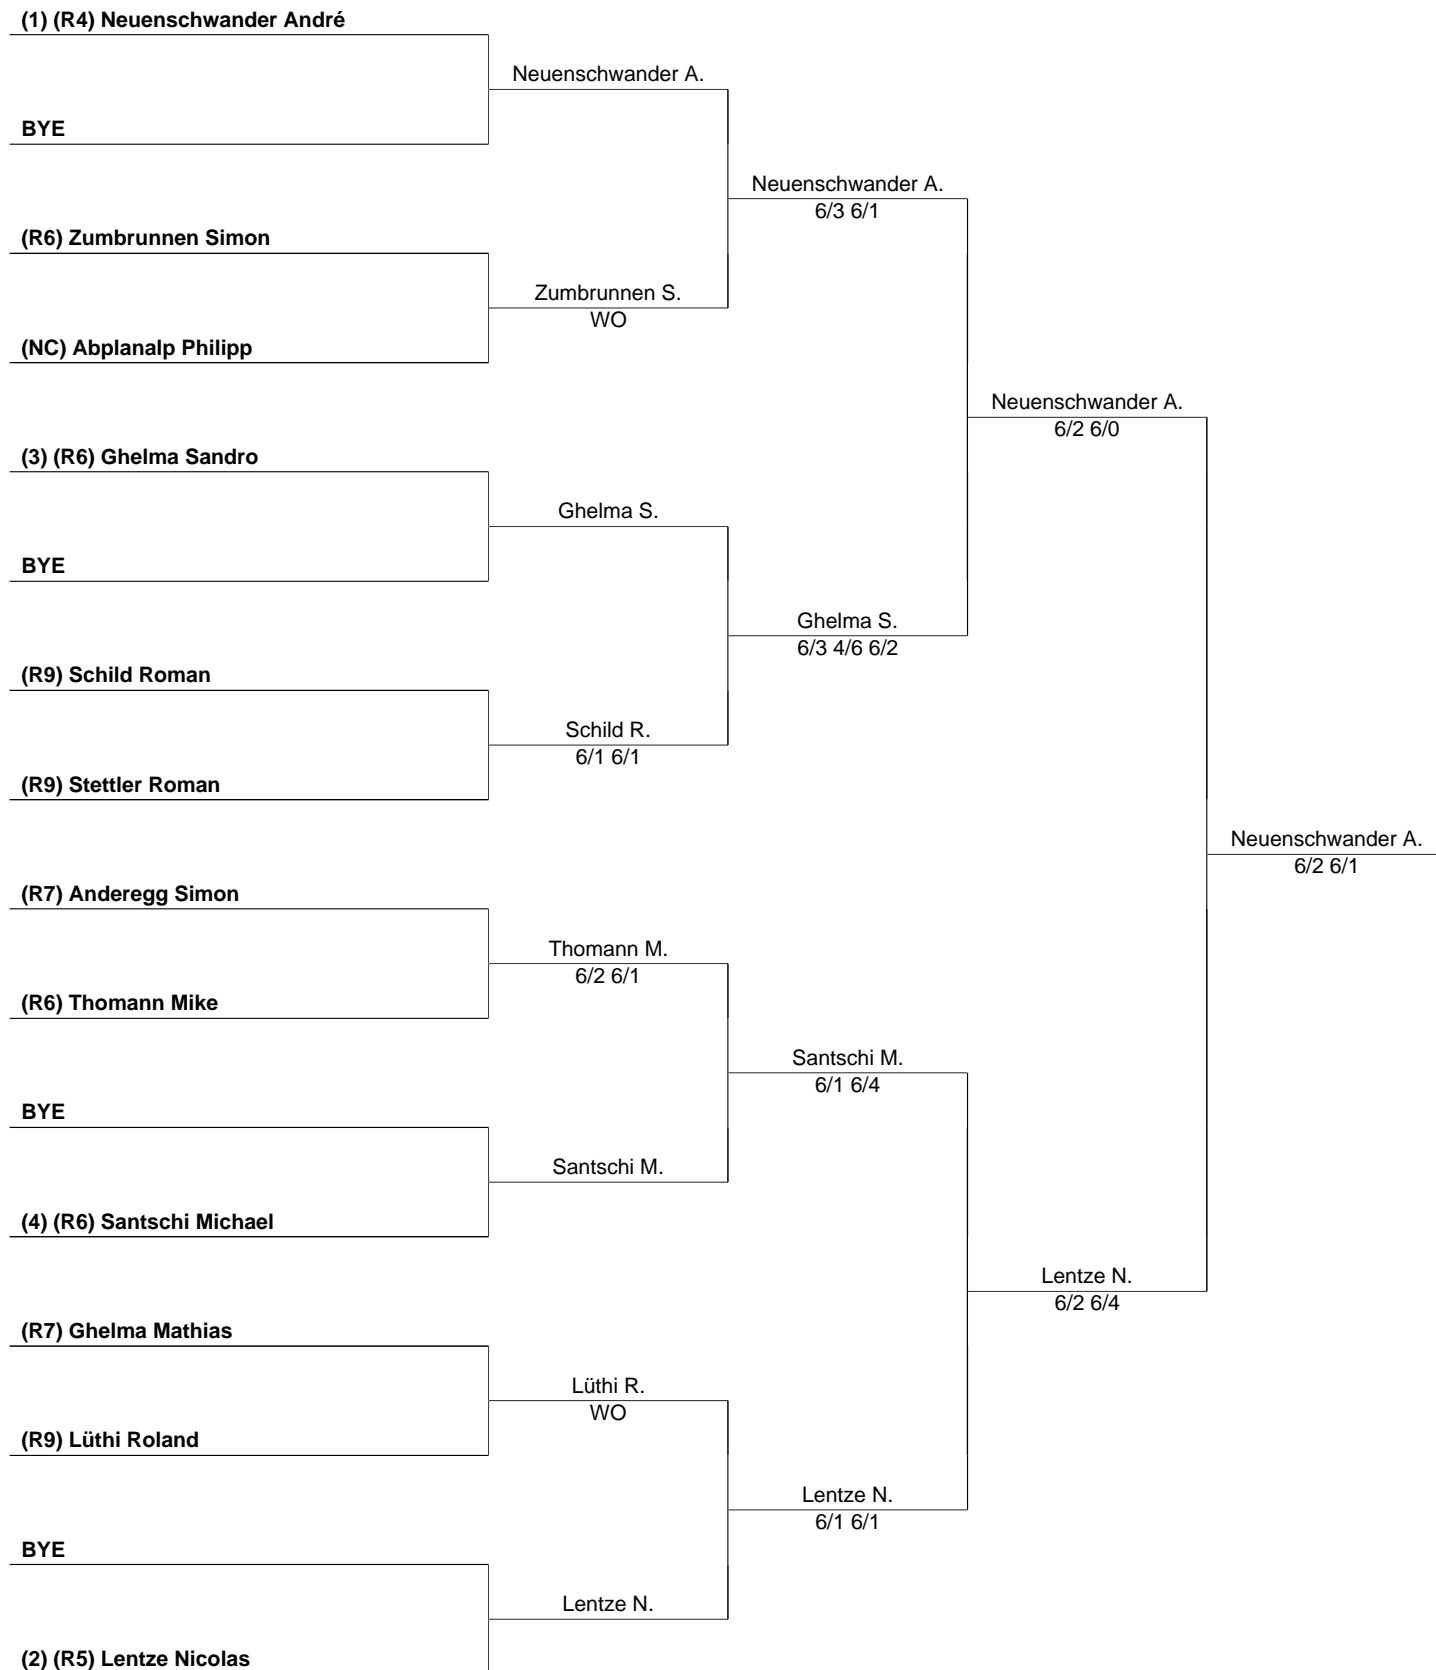 (1) (R4) Neuenschwander André
Neuenschwander A.
BYE
Neuenschwander A.
6/3 6/1
(R6) Zumbrunnen Simon
Zumbrunnen S.
WO
(NC) Abplanalp Philipp
Neuenschwander A.
6/2 6/0
(3) (R6) Ghelma Sandro
Ghelma S.
BYE
Ghelma S.
6/3 4/6 6/2
(R9) Schild Roman
Schild R.
6/1 6/1
(R9) Stettler Roman
Neuenschwander A.
6/2 6/1
(R7) Anderegg Simon
Thomann M.
6/2 6/1
(R6) Thomann Mike
Santschi M.
6/1 6/4
BYE
Santschi M.
(4) (R6) Santschi Michael
Lentze N.
6/2 6/4
(R7) Ghelma Mathias
Lüthi R.
WO
(R9) Lüthi Roland
Lentze N.
6/1 6/1
BYE
Lentze N.
(2) (R5) Lentze Nicolas